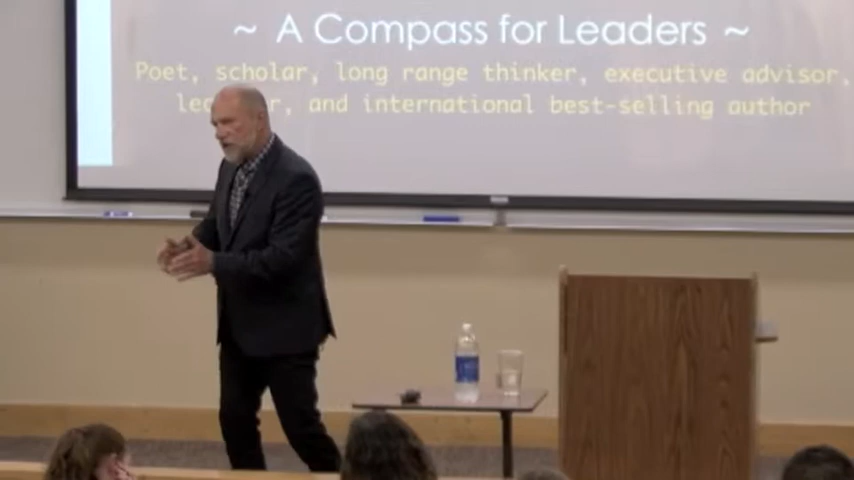 ~ A Compass for Leaders ~
Poet, scholar, long range thinker, executive advisor,
and international best-selling author